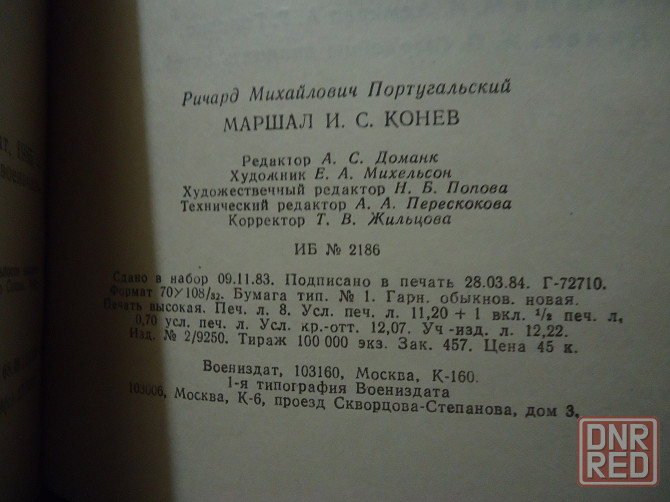 Ричард Михайлович Португальский
МАРШАЛ И. С. КОНЕВ
Редактор А. С. Доманк
Художник Е. А. Михельсон
Художествечный редактор Н. Б. Попова
Технический редактор А. А. Перескокова
Корректор Т. В. Жильцова
ИБ № 2186
Сдано в набор 09.11.83. Подписано в печать 28.03.84. Г-72710.
Формат 70×108/32. Бумага тип. № 1. Гарн. обыкнов. новая.
Печать высокая. Печ. л. 8. Усл. печ. л. 11,20 + 1 вкл. 1/2 печ. л,
0,70 усл. печ. л. Усл. кр.-отт. 12,07. Уч-изд. л. 12,22.
Изд. № 2/9250. Тираж 100 000 экз. Зак. 457. Цена 45 к.
Воениздат, 103160, Москва, К-160.
1-я типография Воениздата
103006, Москва, К-6, проезд Скворцова-Степанова, дом 3.
DNR
RED